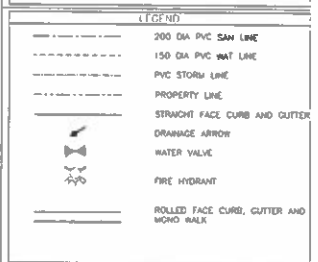 LEGEND
200 DIA PVC SAN LINE
150 DIA PVC WAT LINE
PVC STORM LINE
PROPERTY LINE
STRAIGHT FACE CURB AND GUTTER
DRAINAGE ARROW
WATER VALVE
FIRE HYDRANT
ROLLED FACE CURB, GUTTER AND
MONO WALK